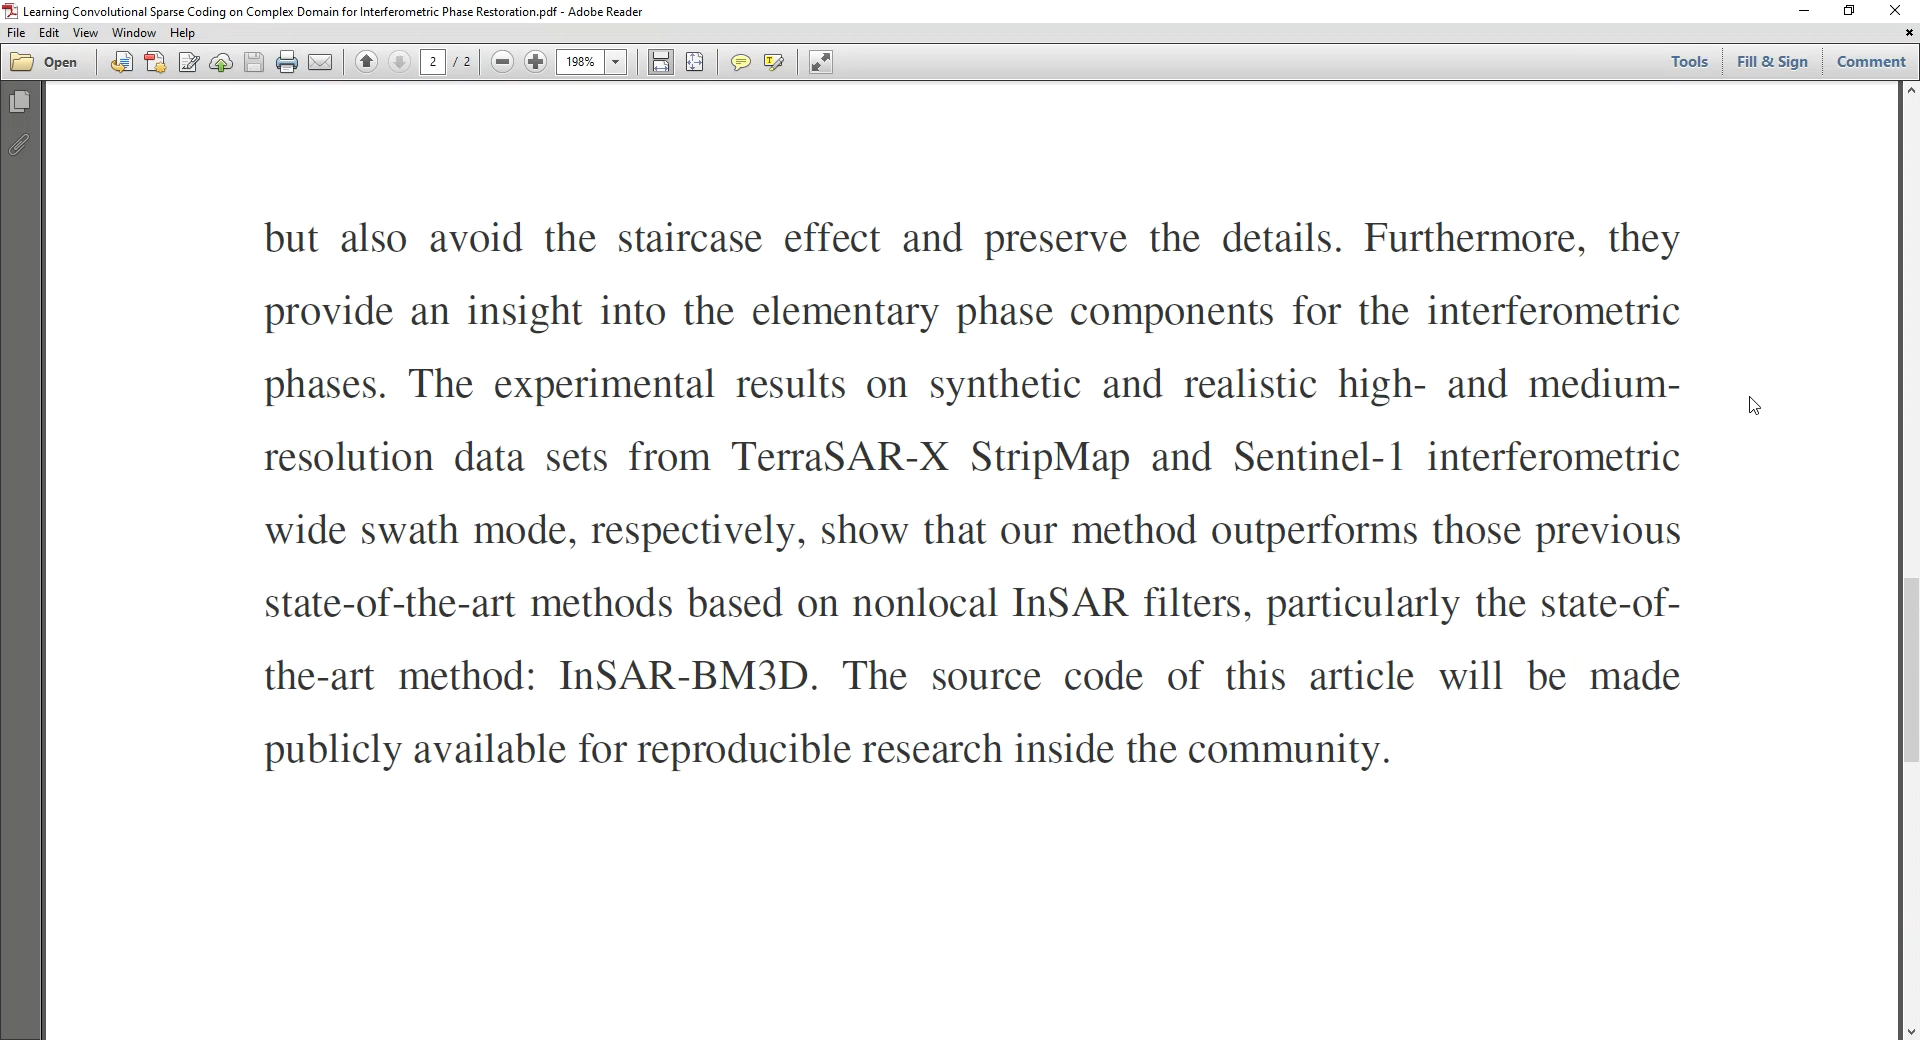 Learning Convolutional Sparse Coding on Complex Domain for Interferometric Phase Restoration.pdf - Adobe Reader
File Edit View Window Help
Open 2 / 2 198% Tools Fill & Sign Comment
but also avoid the staircase effect and preserve the details. Furthermore, they
provide an insight into the elementary phase components for the interferometric
phases. The experimental results on synthetic and realistic high- and medium-
resolution data sets from TerraSAR-X StripMap and Sentinel-1 interferometric
wide swath mode, respectively, show that our method outperforms those previous
state-of-the-art methods based on nonlocal InSAR filters, particularly the state-of-
the-art method: InSAR-BM3D. The source code of this article will be made
publicly available for reproducible research inside the community.